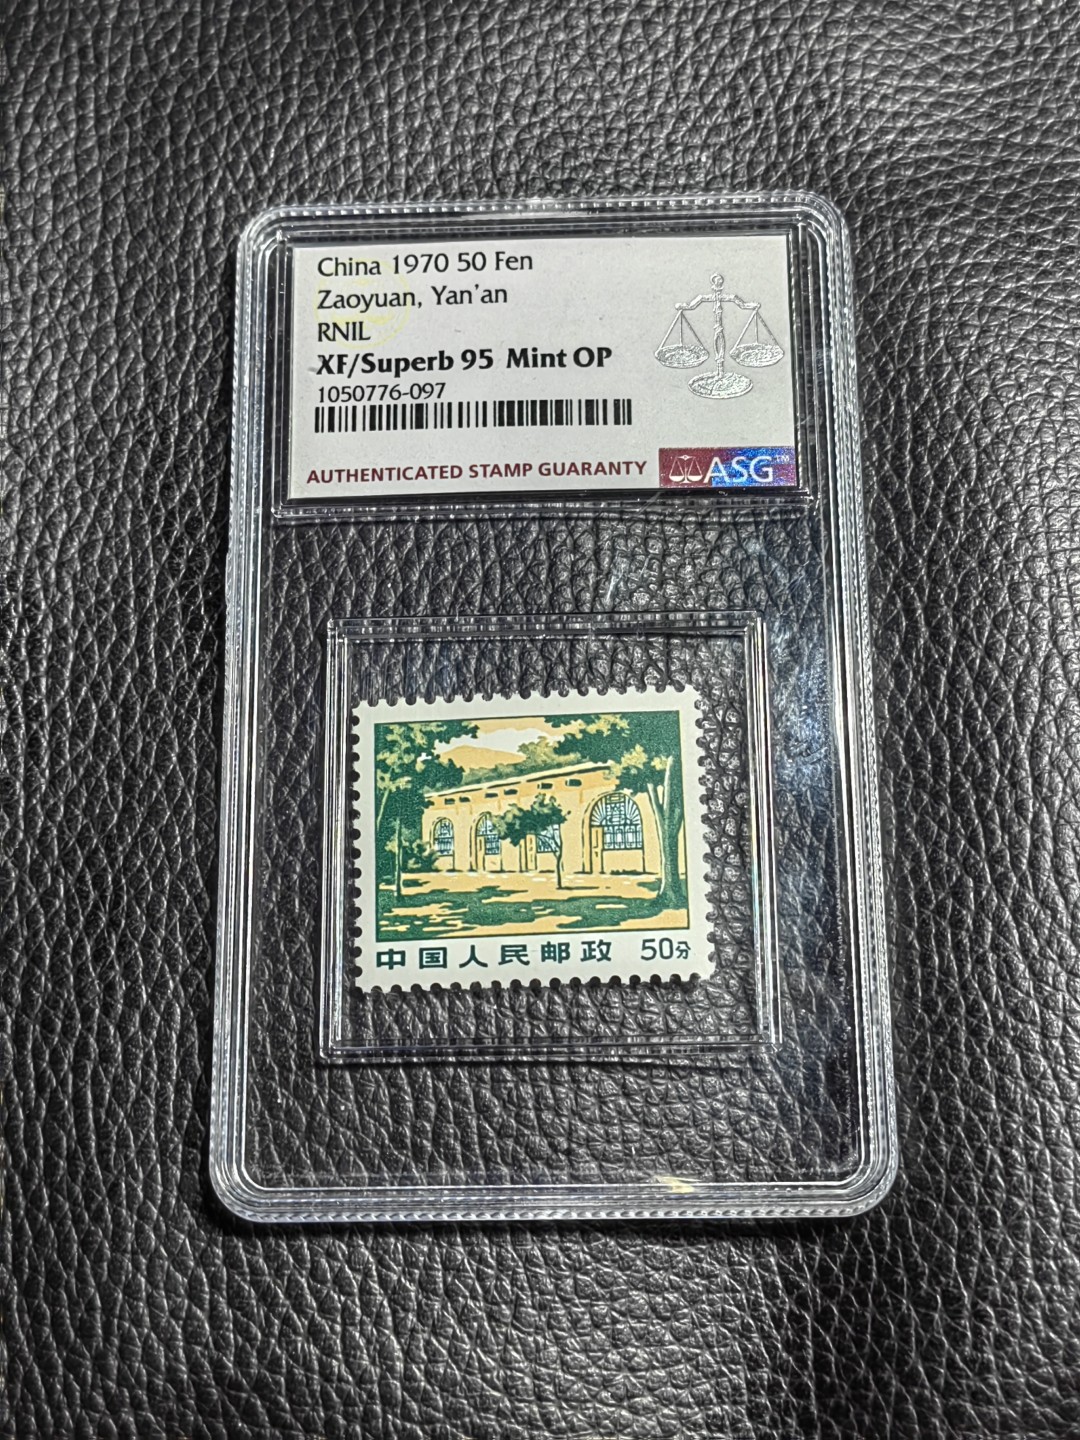 China 1970 50 Fen
Zaoyuan, Yan'an
RNIL
XF/Superb 95 Mint OP
1050776-097
AUTHENTICATED STAMP GUARANTY ASG™
中国人民邮政 50分